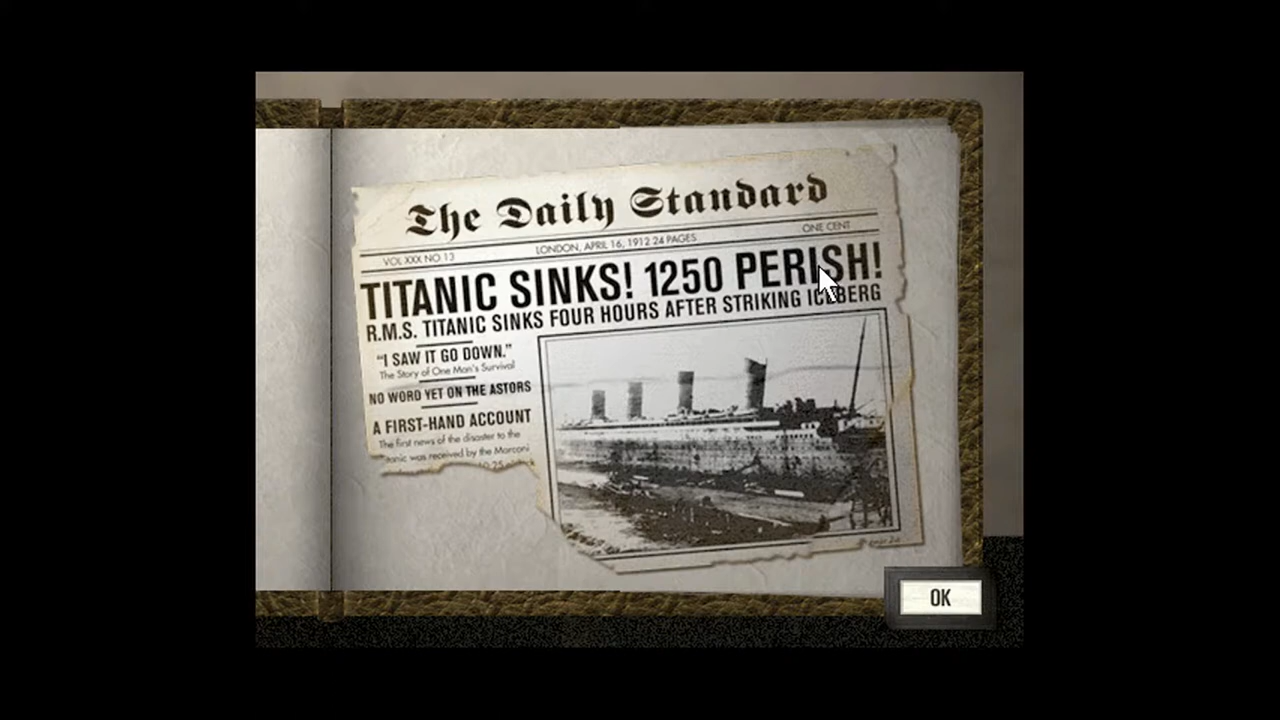 The Daily Standard
VOL XXX NO 13 LONDON, APRIL 16, 1912 24 PAGES ONE CENT
TITANIC SINKS! 1250 PERISH!
R.M.S. TITANIC SINKS FOUR HOURS AFTER STRIKING ICEBERG
"I SAW IT GO DOWN."
The Story of One Man's Survival
NO WORD YET ON THE ASTORS
A FIRST-HAND ACCOUNT
The first news of the disaster to the
was received by the Marconi
OK